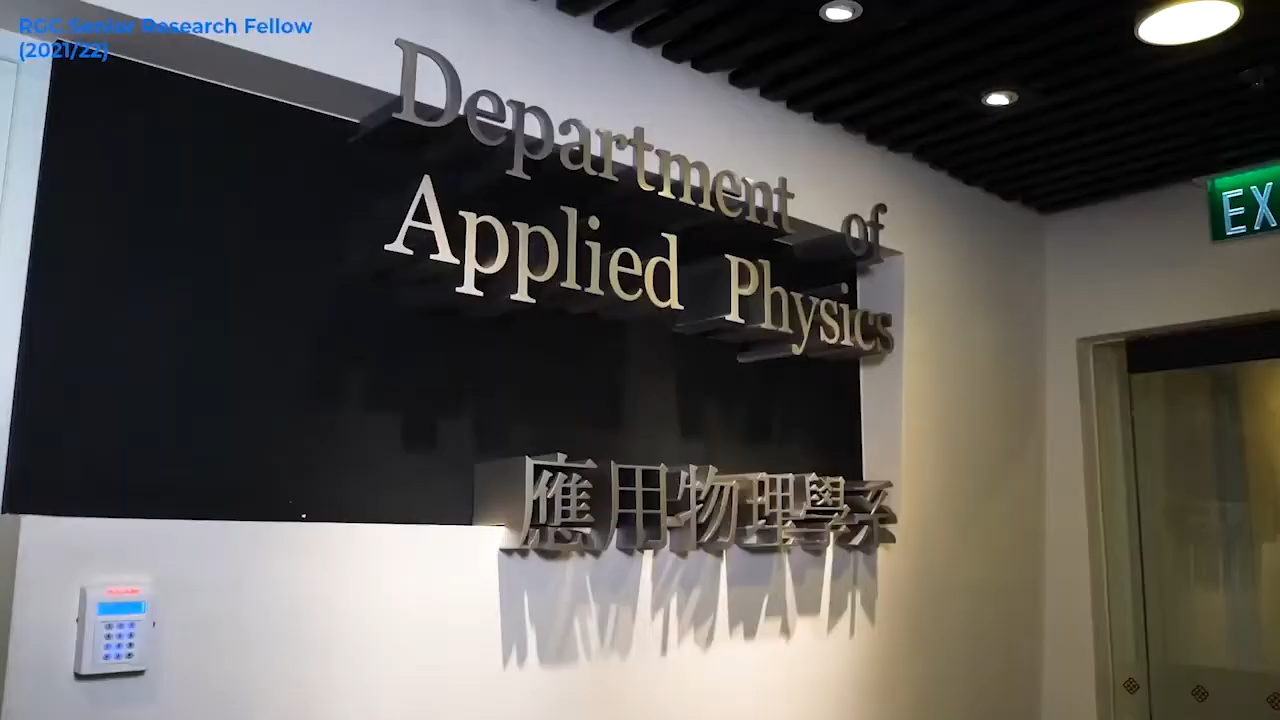 RGC Senior Research Fellow
(2021/22)
Department of
Applied Physics
應用物理學系
EX